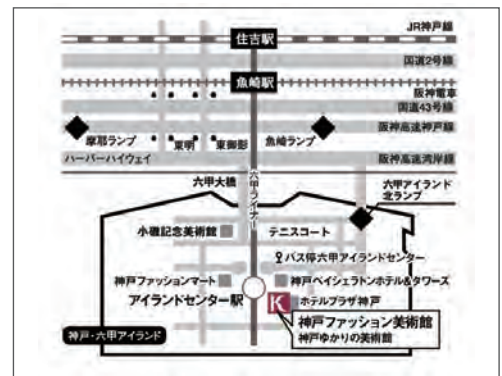 JR神戸線
住吉駅
国道2号線
魚崎駅
阪神電車
国道43号線
阪神高速神戸線
摩耶ランプ
東明
東御影
魚崎ランプ
ハーバーハイウェイ
阪神高速湾岸線
六甲ライナー
六甲大橋
六甲アイランド
北ランプ
小磯記念美術館
テニスコート
バス停六甲アイランドセンター
神戸ファッションマート
神戸ベイシェラトンホテル&タワーズ
アイランドセンター駅
K
ホテルプラザ神戸
神戸ファッション美術館
神戸ゆかりの美術館
神戸・六甲アイランド